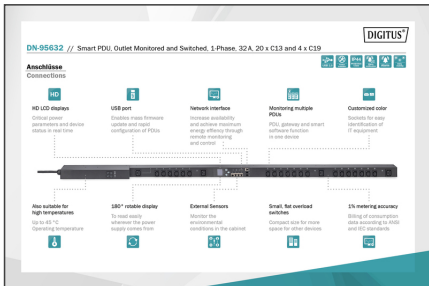 DIGITUS®
DN-95632 // Smart PDU, Outlet Monitored and Switched, 1-Phase, 32A, 20 x C13 and 4 x C19
Anschlüsse
Connections
HD
HD LCD displays
Critical power
parameters and device
status in real time
USB port
Enables mass firmware
update and rapid
configuration of PDUs
Network interface
Increase availability
and achieve maximum
energy effiency through
remote monitoring
and control
Monitoring multiple
PDUs
PDU, gateway and smart
software function
in one device
Customized color
Sockets for easy
identification of
IT equipment
Also suitable for
high temperatures
Up to 45 °C
Operating temperature
180° rotable display
To read easily
wherever the power
supply comes from
External Sensors
Monitor the
environmental
conditions in the cabinet
Small, flat overload
switches
Compact size for more
space for other devices
1% metering accuracy
Billing of consumption
data according to ANSI
and IEC standards